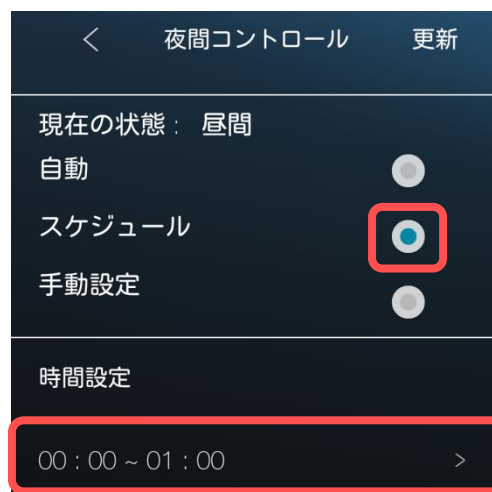 < 夜間コントロール 更新
現在の状態： 昼間
自動
スケジュール
手動設定
時間設定
00：00 ~ 01：00 >